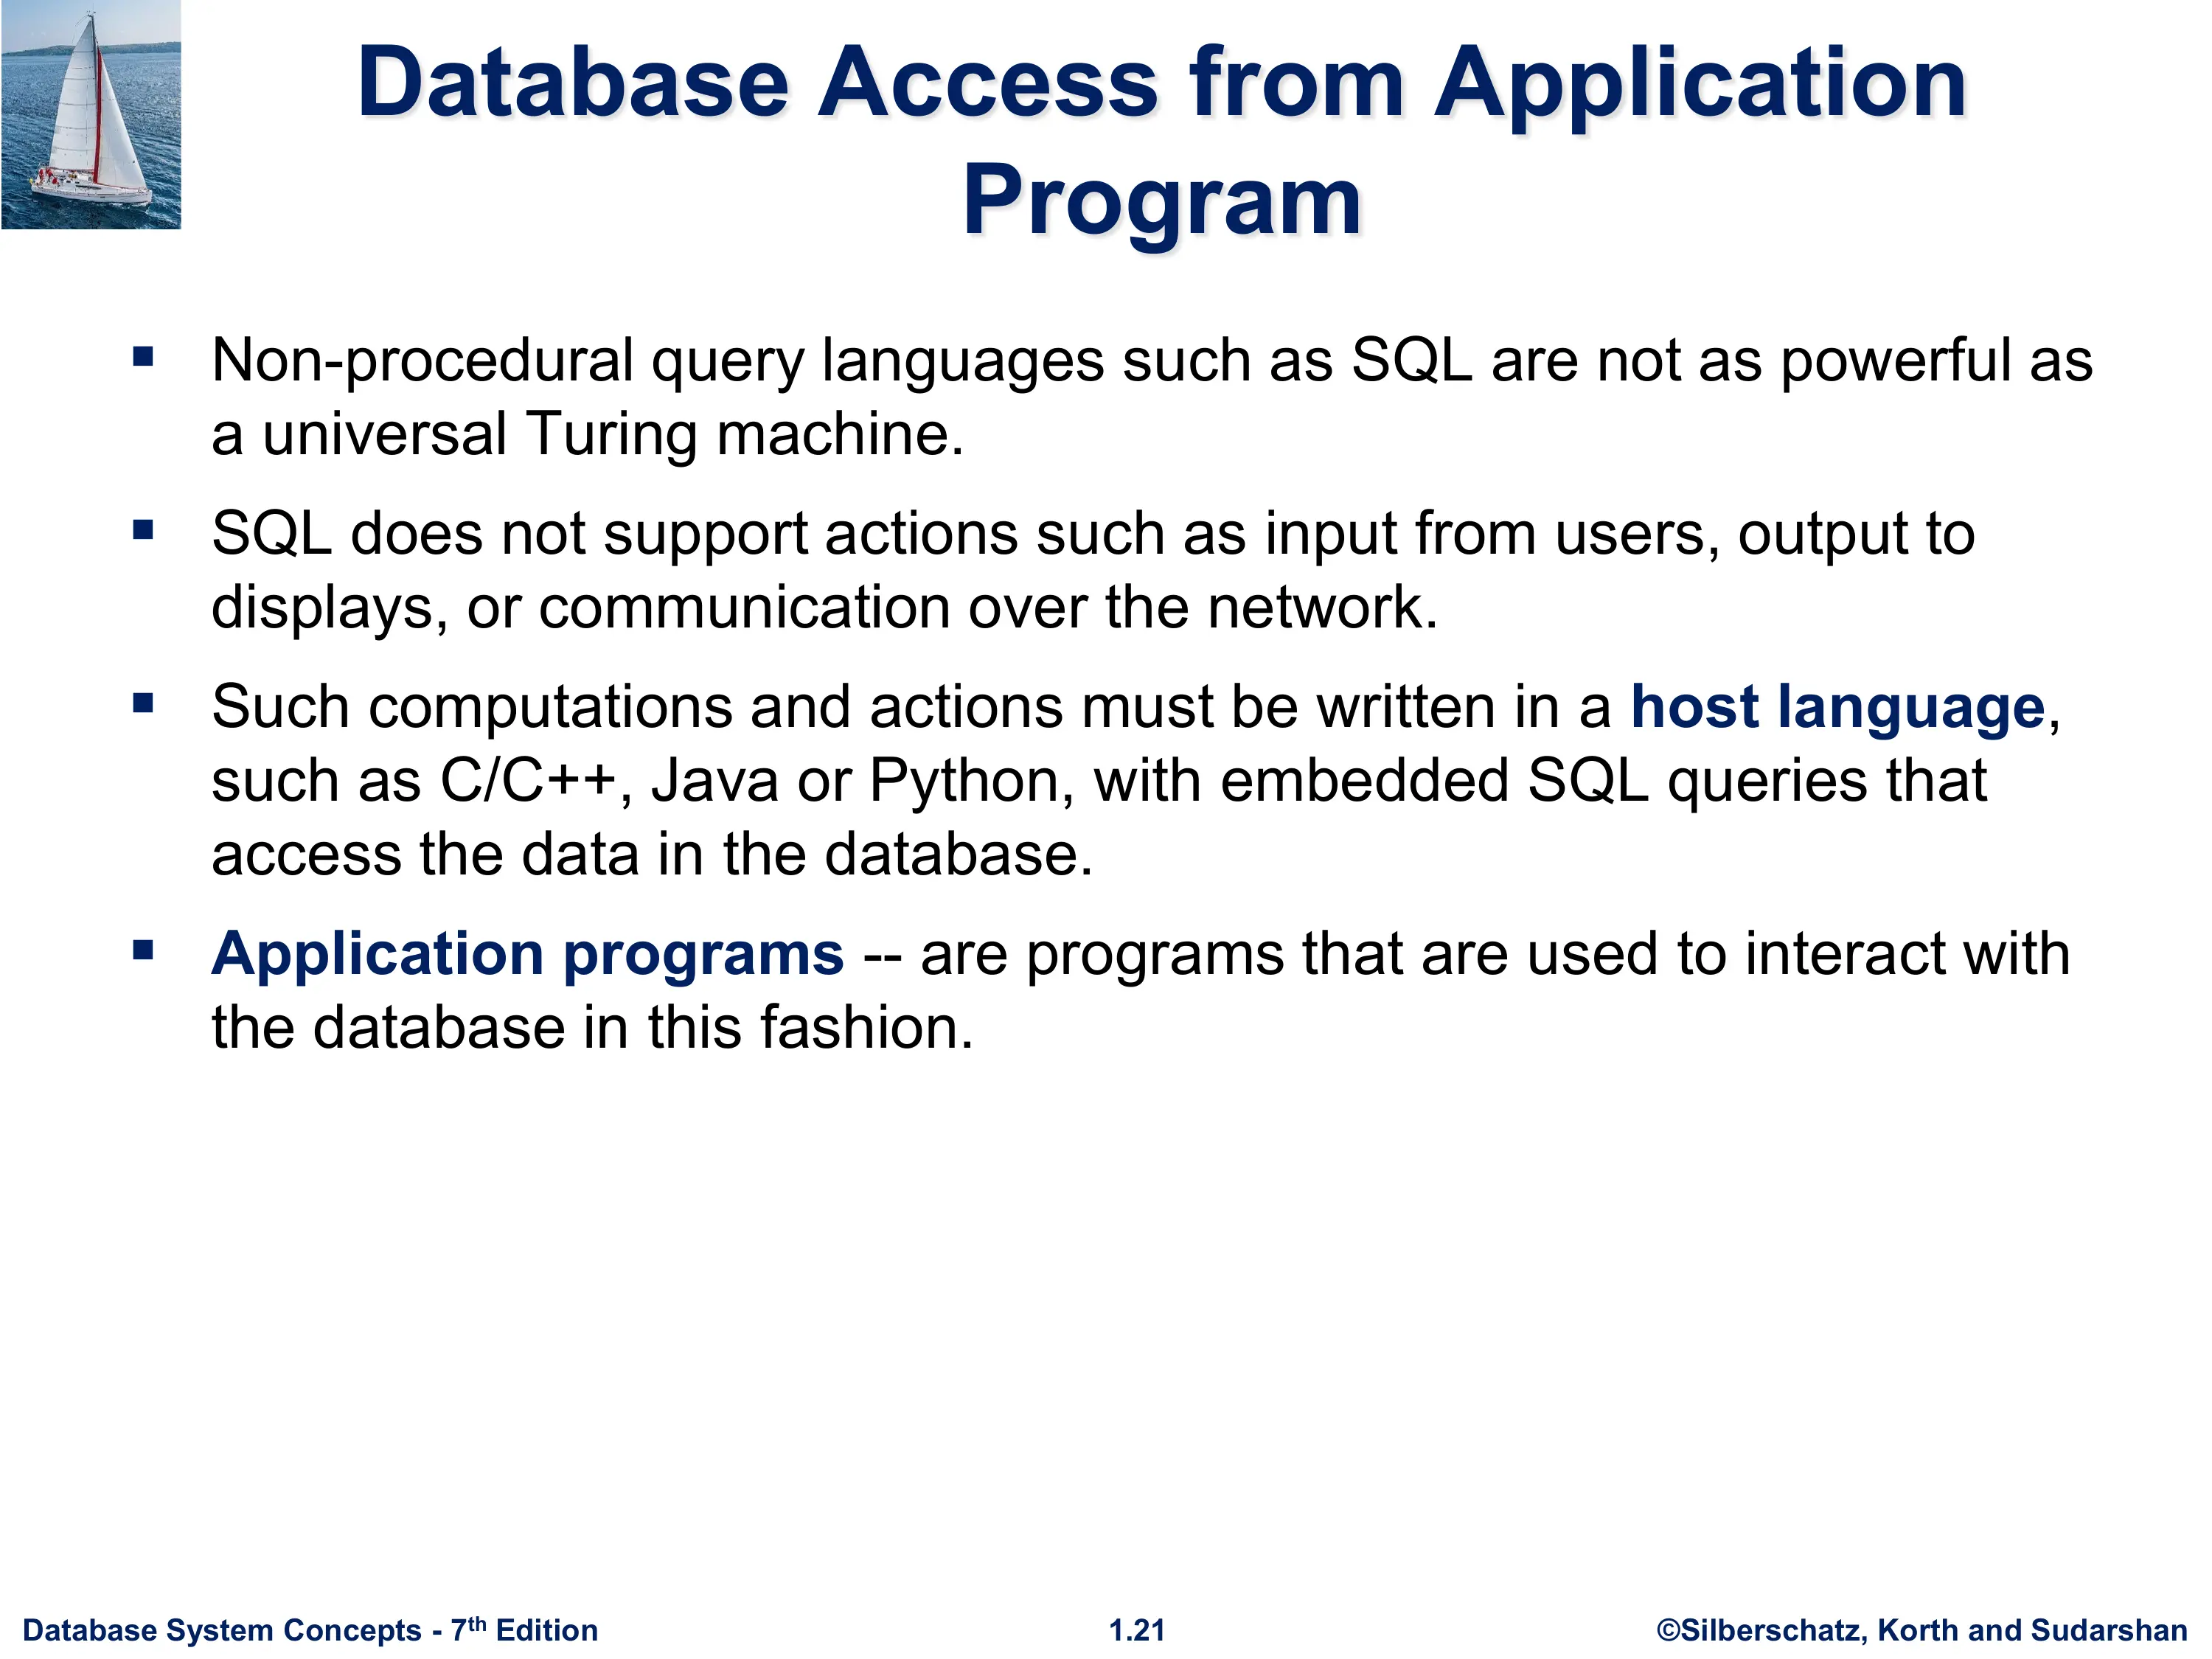 Database Access from Application
Program
▪ Non-procedural query languages such as SQL are not as powerful as
a universal Turing machine.
▪ SQL does not support actions such as input from users, output to
displays, or communication over the network.
▪ Such computations and actions must be written in a host language,
such as C/C++, Java or Python, with embedded SQL queries that
access the data in the database.
▪ Application programs -- are programs that are used to interact with
the database in this fashion.
Database System Concepts - 7th Edition
1.21
©Silberschatz, Korth and Sudarshan